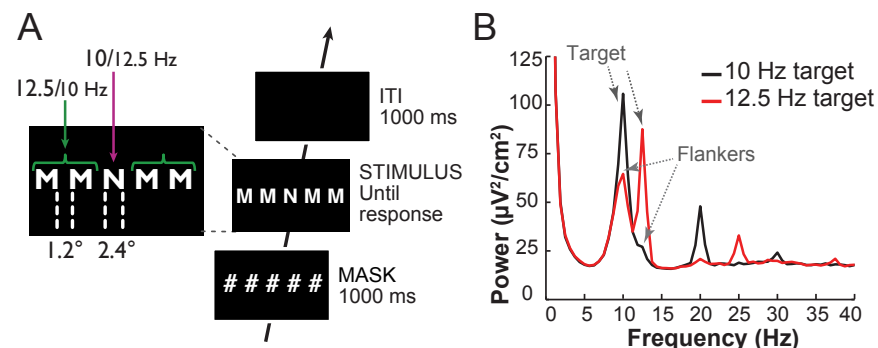 A
10/12.5 Hz
12.5/10 Hz
M M N M M
1.2° 2.4°
ITI
1000 ms
STIMULUS
Until
response
M M N M M
MASK
1000 ms
# # # # #
B
Target
10 Hz target
12.5 Hz target
Flankers
Power (µV²/cm²)
125
100
75
50
25
0
0 5 10 15 20 25 30 35 40
Frequency (Hz)